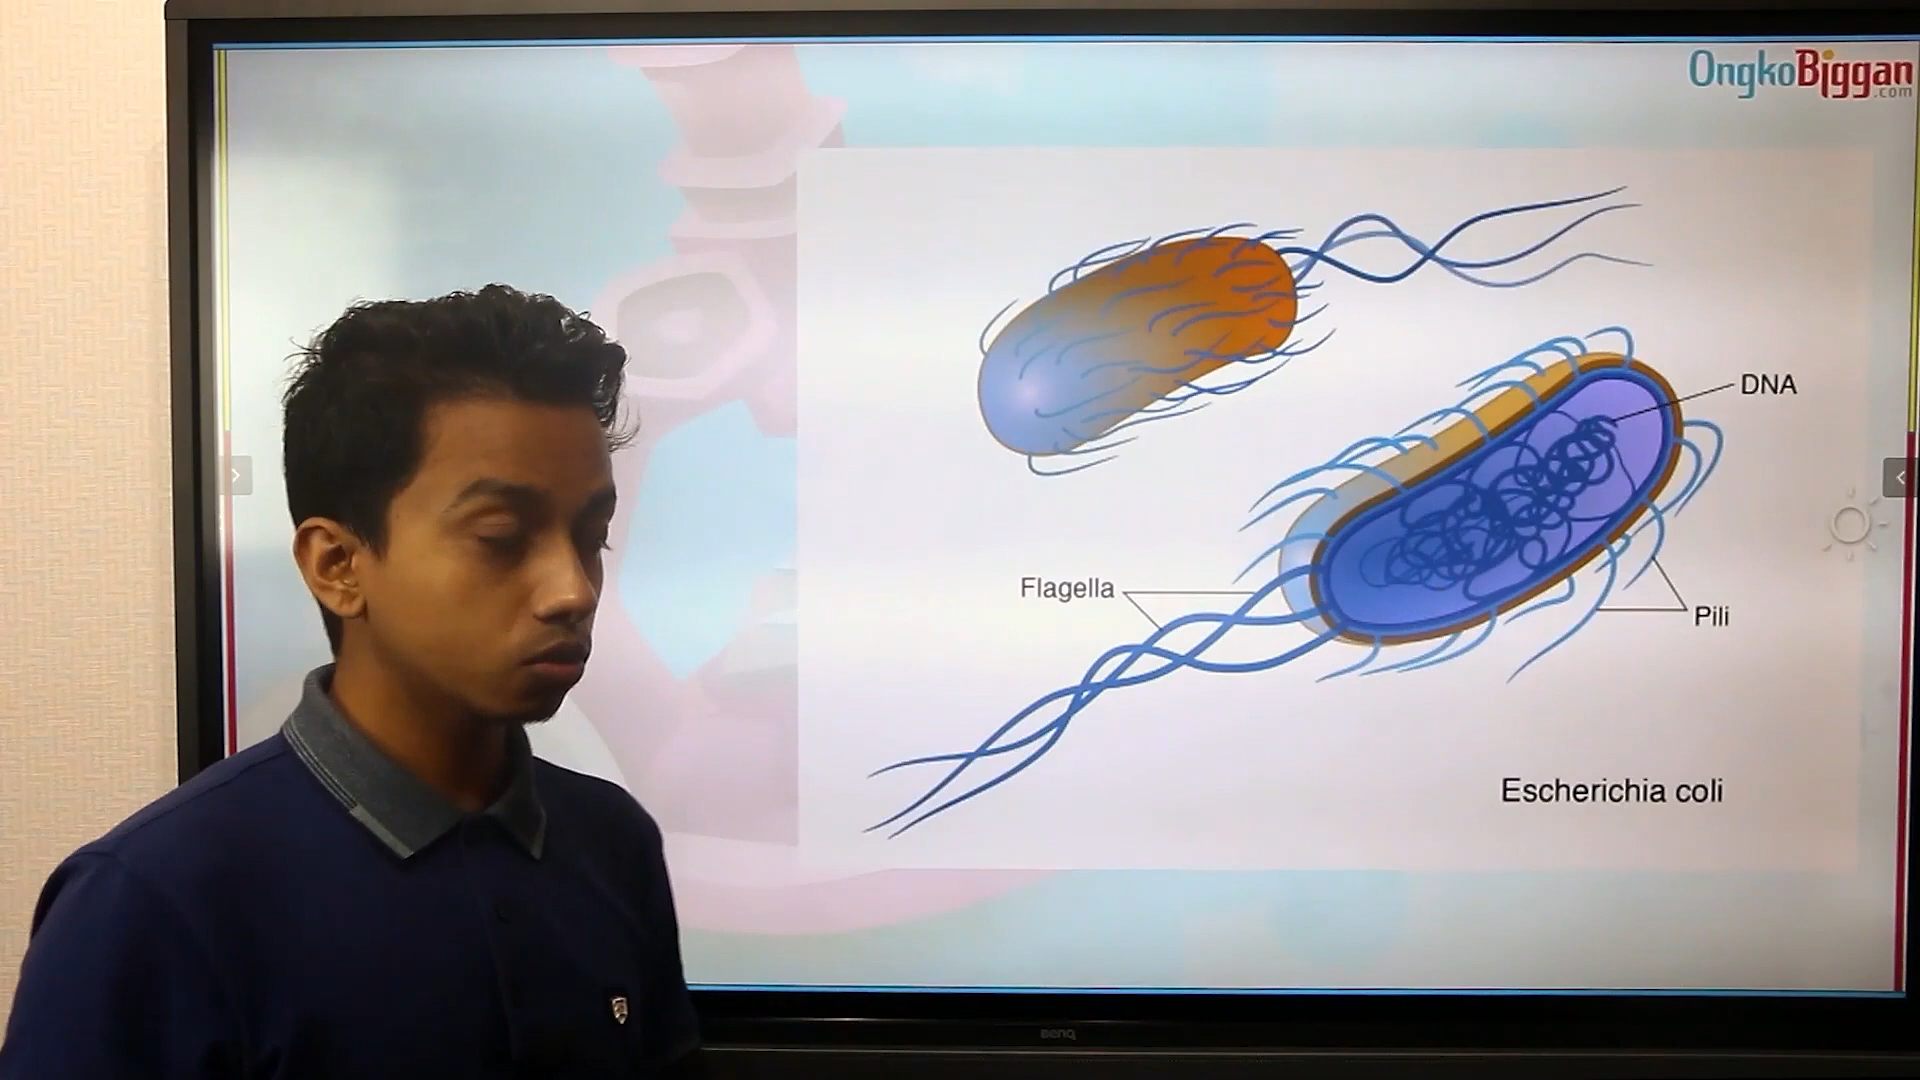 OngkoBiggan
.com
DNA
Flagella
Pili
Escherichia coli
BenQ